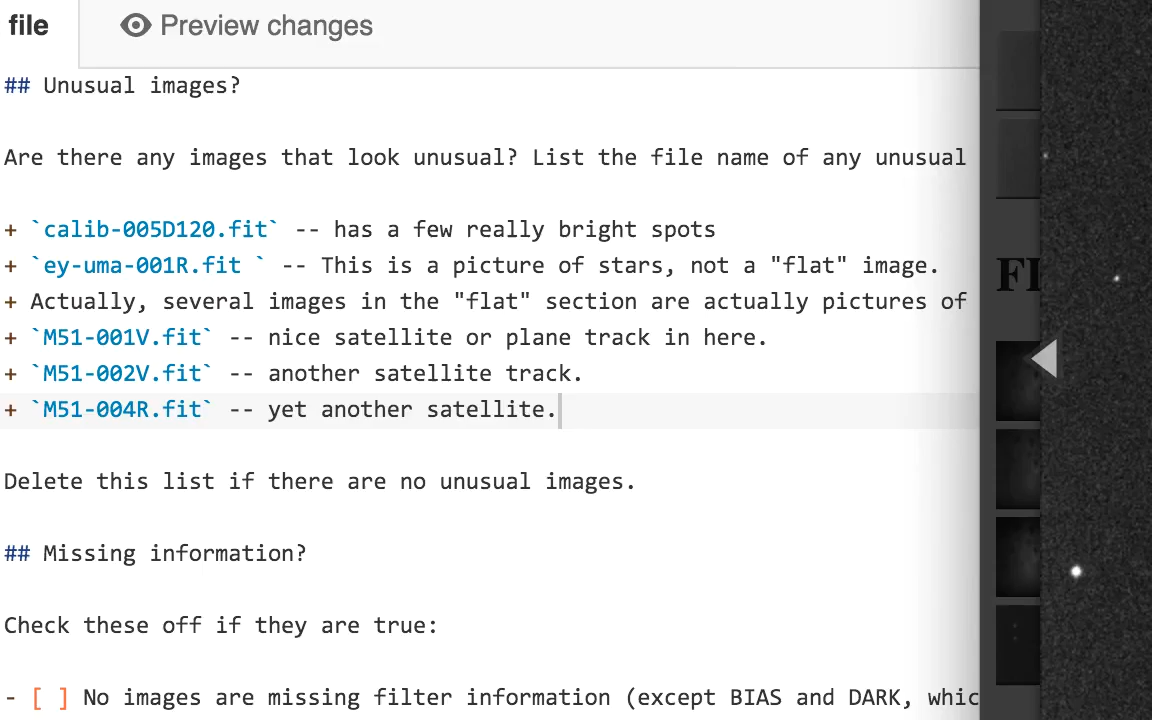 file
Preview changes
## Unusual images?
Are there any images that look unusual? List the file name of any unusual
+ `calib-005D120.fit` -- has a few really bright spots
+ `ey-uma-001R.fit ` -- This is a picture of stars, not a "flat" image.
+ Actually, several images in the "flat" section are actually pictures of
+ `M51-001V.fit` -- nice satellite or plane track in here.
+ `M51-002V.fit` -- another satellite track.
+ `M51-004R.fit` -- yet another satellite.
Delete this list if there are no unusual images.
## Missing information?
Check these off if they are true:
- [ ] No images are missing filter information (except BIAS and DARK, whic